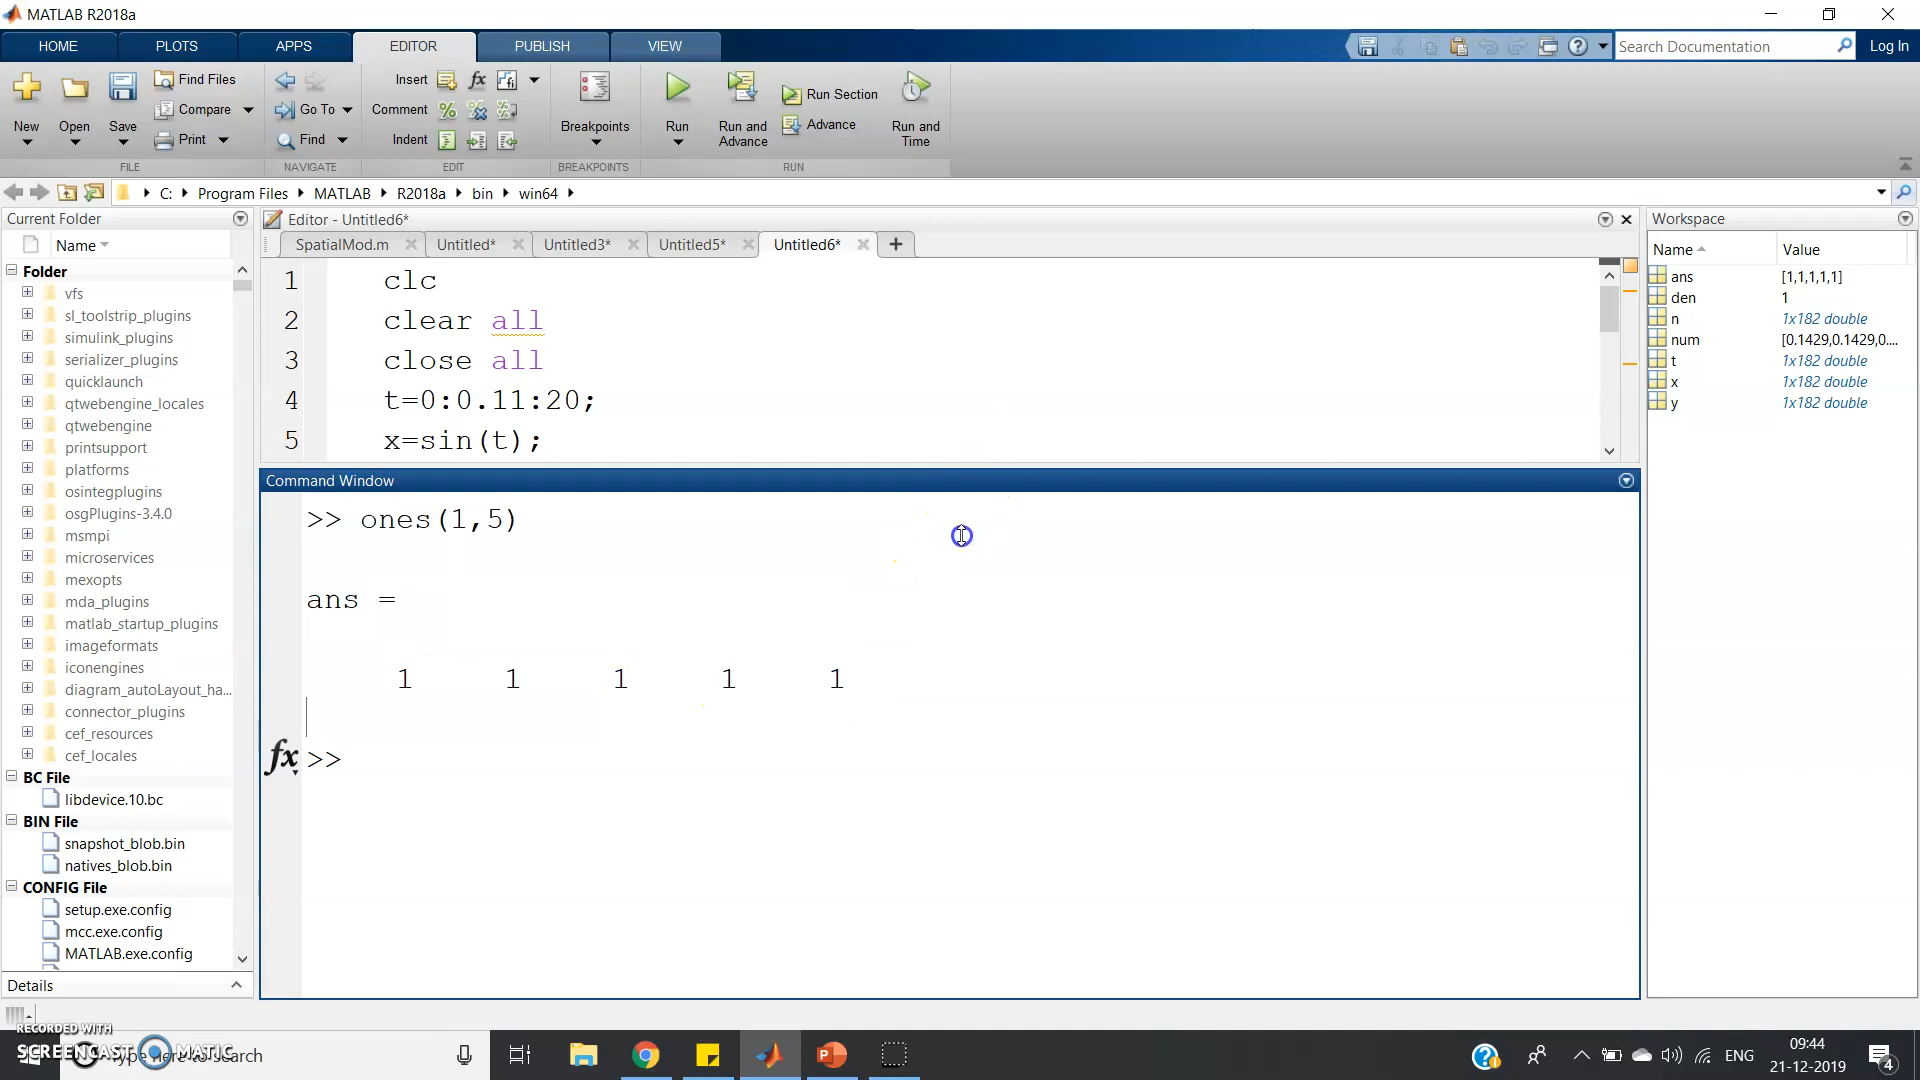 MATLAB R2018a
HOME
PLOTS
APPS
EDITOR
PUBLISH
VIEW
Search Documentation
Log In
New
Open
Save
Find Files
Compare
Print
FILE
Go To
Find
NAVIGATE
Insert
Comment
Indent
EDIT
Breakpoints
BREAKPOINTS
Run
Run and Advance
Run Section
Advance
Run and Time
RUN
C:
Program Files
MATLAB
R2018a
bin
win64
Current Folder
Name
Folder
vfs
sl_toolstrip_plugins
simulink_plugins
serializer_plugins
quicklaunch
qtwebengine_locales
qtwebengine
printsupport
platforms
osintegplugins
osgPlugins-3.4.0
msmpi
microservices
mexopts
mda_plugins
matlab_startup_plugins
imageformats
iconengines
diagram_autoLayout_ha...
connector_plugins
cef_resources
cef_locales
BC File
libdevice.10.bc
BIN File
snapshot_blob.bin
natives_blob.bin
CONFIG File
setup.exe.config
mcc.exe.config
MATLAB.exe.config
Details
Editor - Untitled6*
SpatialMod.m
Untitled*
Untitled3*
Untitled5*
Untitled6*
1 clc
2 clear all
3 close all
4 t=0:0.11:20;
5 x=sin(t);
Command Window
>> ones(1,5)
ans =
1 1 1 1 1
fx >>
Workspace
Name Value
ans [1,1,1,1,1]
den 1
n 1x182 double
num [0.1429,0.1429,0....
t 1x182 double
x 1x182 double
y 1x182 double
RECORDED WITH
SCREENCAST MATIC
Type here to search
ENG
09:44
21-12-2019
4